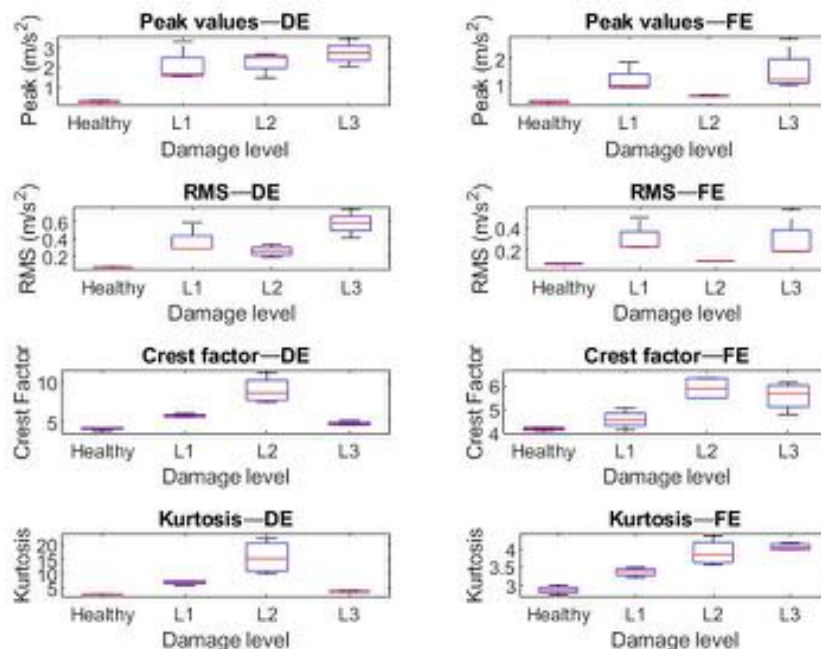 Peak values—DE
Peak (m/s²)
3
2
1
Healthy L1 L2 L3
Damage level
Peak values—FE
Peak (m/s²)
2
1
Healthy L1 L2 L3
Damage level
RMS—DE
RMS (m/s²)
0.6
0.4
0.2
Healthy L1 L2 L3
Damage level
RMS—FE
RMS (m/s²)
0.4
0.2
Healthy L1 L2 L3
Damage level
Crest factor—DE
Crest Factor
10
5
Healthy L1 L2 L3
Damage level
Crest factor—FE
Crest Factor
6
5
4
Healthy L1 L2 L3
Damage level
Kurtosis—DE
Kurtosis
20
15
10
5
Healthy L1 L2 L3
Damage level
Kurtosis—FE
Kurtosis
4
3.5
3
Healthy L1 L2 L3
Damage level